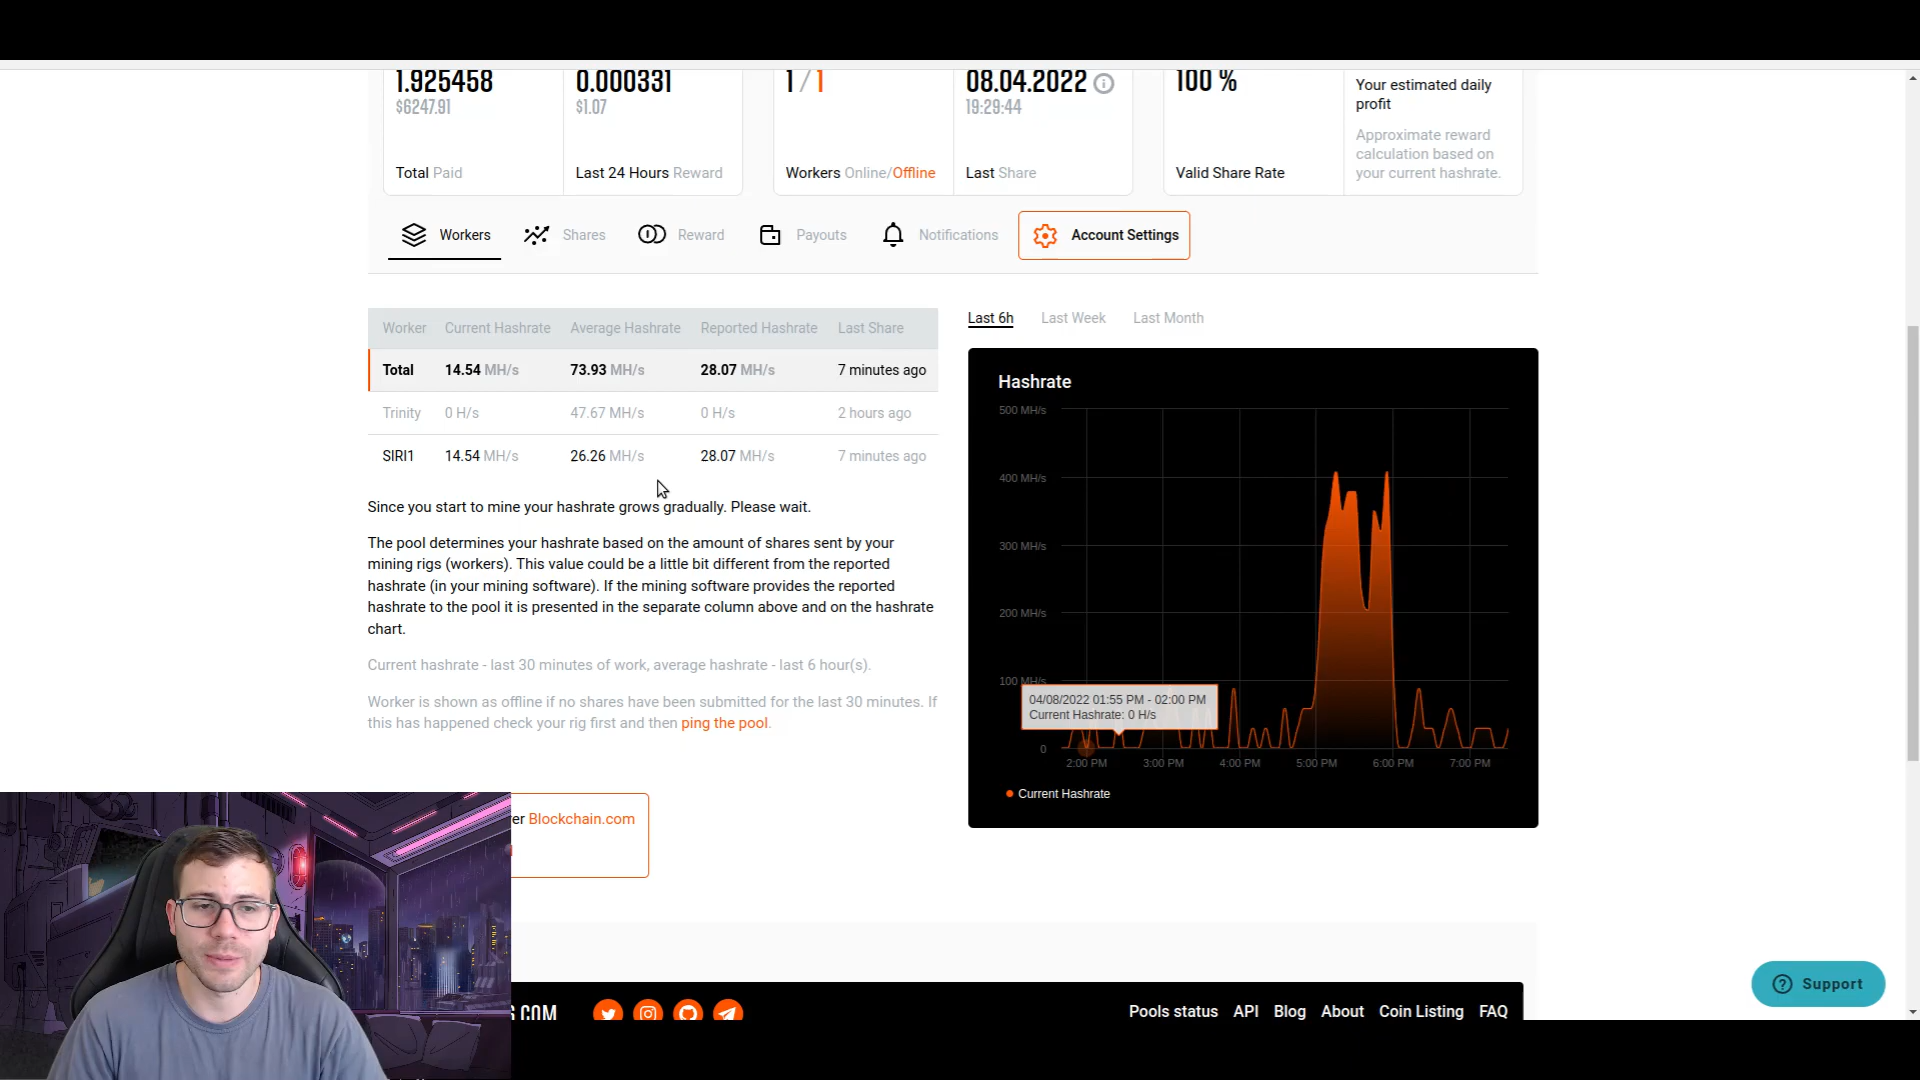 1.925458
$6247.91
Total Paid
0.000331
$1.07
Last 24 Hours Reward
1 / 1
Workers Online/Offline
08.04.2022
19:29:44
Last Share
100 %
Valid Share Rate
Your estimated daily
profit
Approximate reward
calculation based on
your current hashrate.
Workers
Shares
Reward
Payouts
Notifications
Account Settings
Worker Current Hashrate Average Hashrate Reported Hashrate Last Share
Total 14.54 MH/s 73.93 MH/s 28.07 MH/s 7 minutes ago
Trinity 0 H/s 47.67 MH/s 0 H/s 2 hours ago
SIRI1 14.54 MH/s 26.26 MH/s 28.07 MH/s 7 minutes ago
Since you start to mine your hashrate grows gradually. Please wait.
The pool determines your hashrate based on the amount of shares sent by your
mining rigs (workers). This value could be a little bit different from the reported
hashrate (in your mining software). If the mining software provides the reported
hashrate to the pool it is presented in the separate column above and on the hashrate
chart.
Current hashrate - last 30 minutes of work, average hashrate - last 6 hour(s).
Worker is shown as offline if no shares have been submitted for the last 30 minutes. If
this has happened check your rig first and then ping the pool.
Last 6h Last Week Last Month
Hashrate
500 MH/s
400 MH/s
300 MH/s
200 MH/s
100 MH/s
04/08/2022 01:55 PM - 02:00 PM
Current Hashrate: 0 H/s
0
2:00 PM 3:00 PM 4:00 PM 5:00 PM 6:00 PM 7:00 PM
Current Hashrate
Blockchain.com
Support
.COM
Pools status API Blog About Coin Listing FAQ